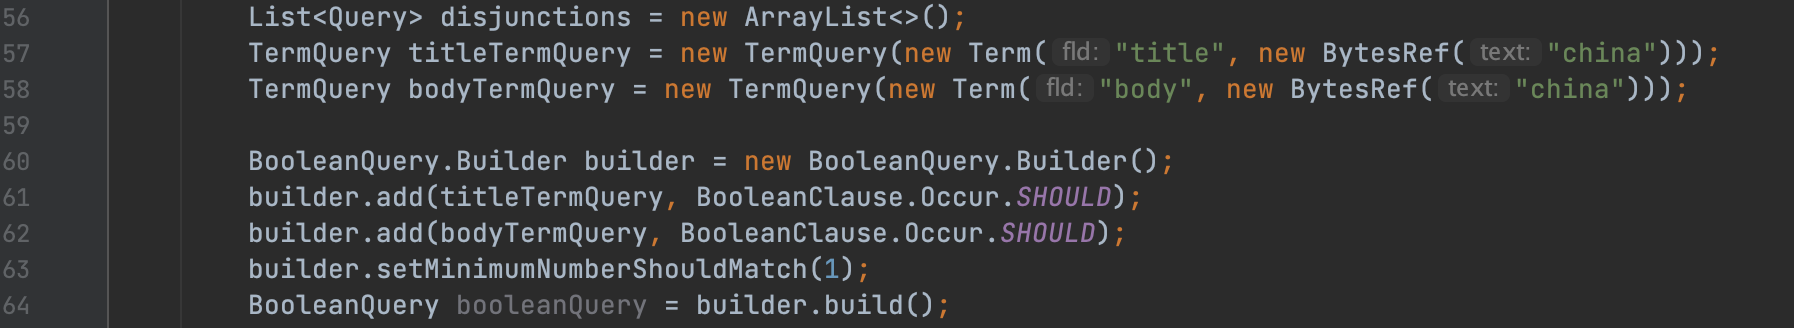 56 List<Query> disjunctions = new ArrayList<>();
57 TermQuery titleTermQuery = new TermQuery(new Term( fld: "title", new BytesRef( text: "china")));
58 TermQuery bodyTermQuery = new TermQuery(new Term( fld: "body", new BytesRef( text: "china")));
59
60 BooleanQuery.Builder builder = new BooleanQuery.Builder();
61 builder.add(titleTermQuery, BooleanClause.Occur.SHOULD);
62 builder.add(bodyTermQuery, BooleanClause.Occur.SHOULD);
63 builder.setMinimumNumberShouldMatch(1);
64 BooleanQuery booleanQuery = builder.build();